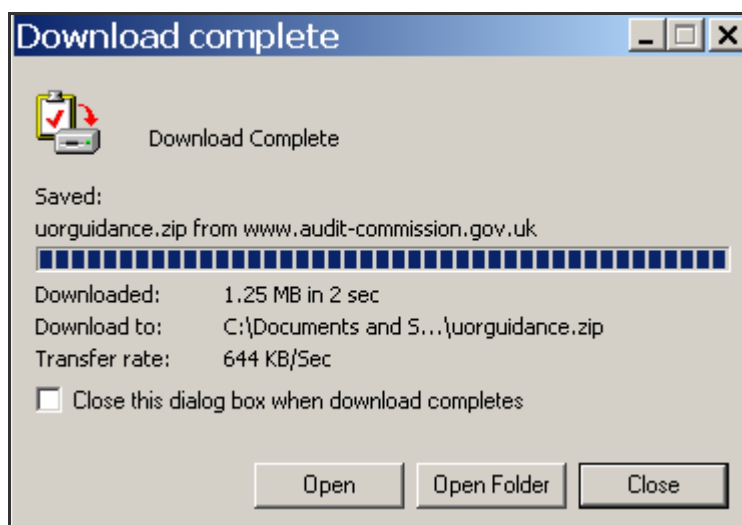 Download complete
Download Complete
Saved:
uorguidance.zip from www.audit-commission.gov.uk
Downloaded: 1.25 MB in 2 sec
Download to: C:\Documents and S...\uorguidance.zip
Transfer rate: 644 KB/Sec
Close this dialog box when download completes
Open Open Folder Close